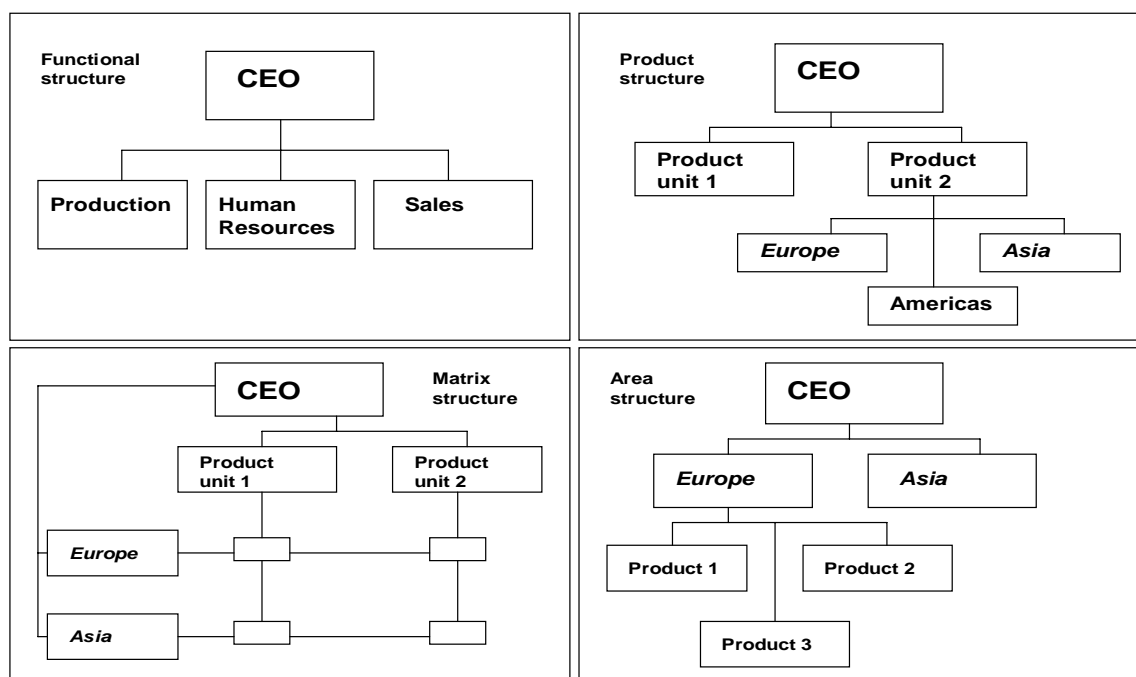 Functional
structure
CEO
Production
Human
Resources
Sales
Product
structure
CEO
Product
unit 1
Product
unit 2
Europe
Asia
Americas
CEO
Matrix
structure
Product
unit 1
Product
unit 2
Europe
Asia
Area
structure
CEO
Europe
Asia
Product 1
Product 2
Product 3